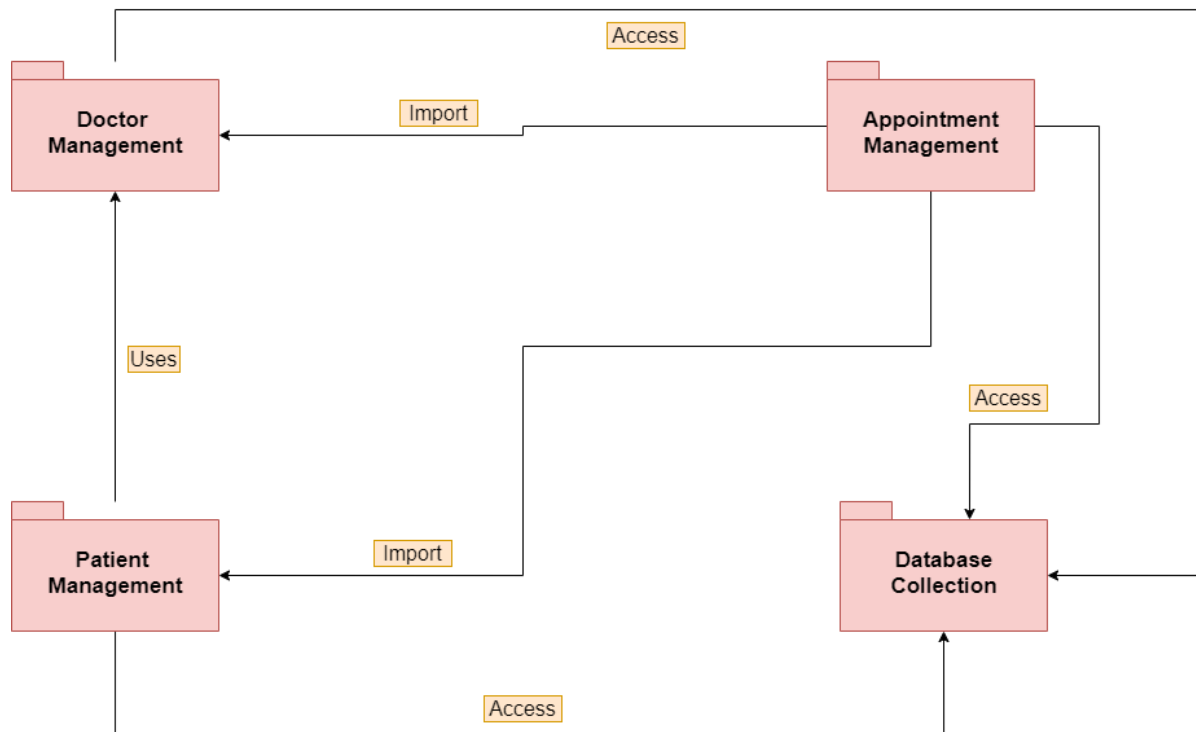 Access
Doctor
Management
Import
Appointment
Management
Uses
Access
Patient
Management
Import
Database
Collection
Access